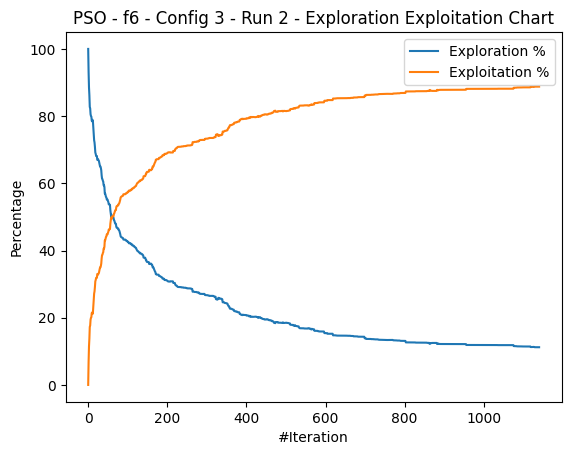 PSO - f6 - Config 3 - Run 2 - Exploration Exploitation Chart
Exploration %
Exploitation %
Percentage
100
80
60
40
20
0
0 200 400 600 800 1000
#Iteration